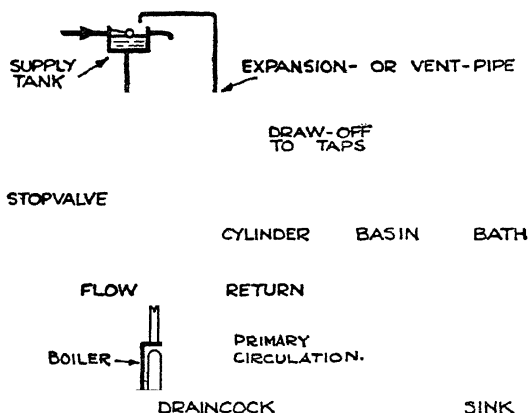 SUPPLY
TANK
EXPANSION- OR VENT-PIPE
DRAW-OFF
TO TAPS
STOPVALVE
CYLINDER BASIN BATH
FLOW RETURN
PRIMARY
CIRCULATION.
BOILER
DRAINCOCK SINK